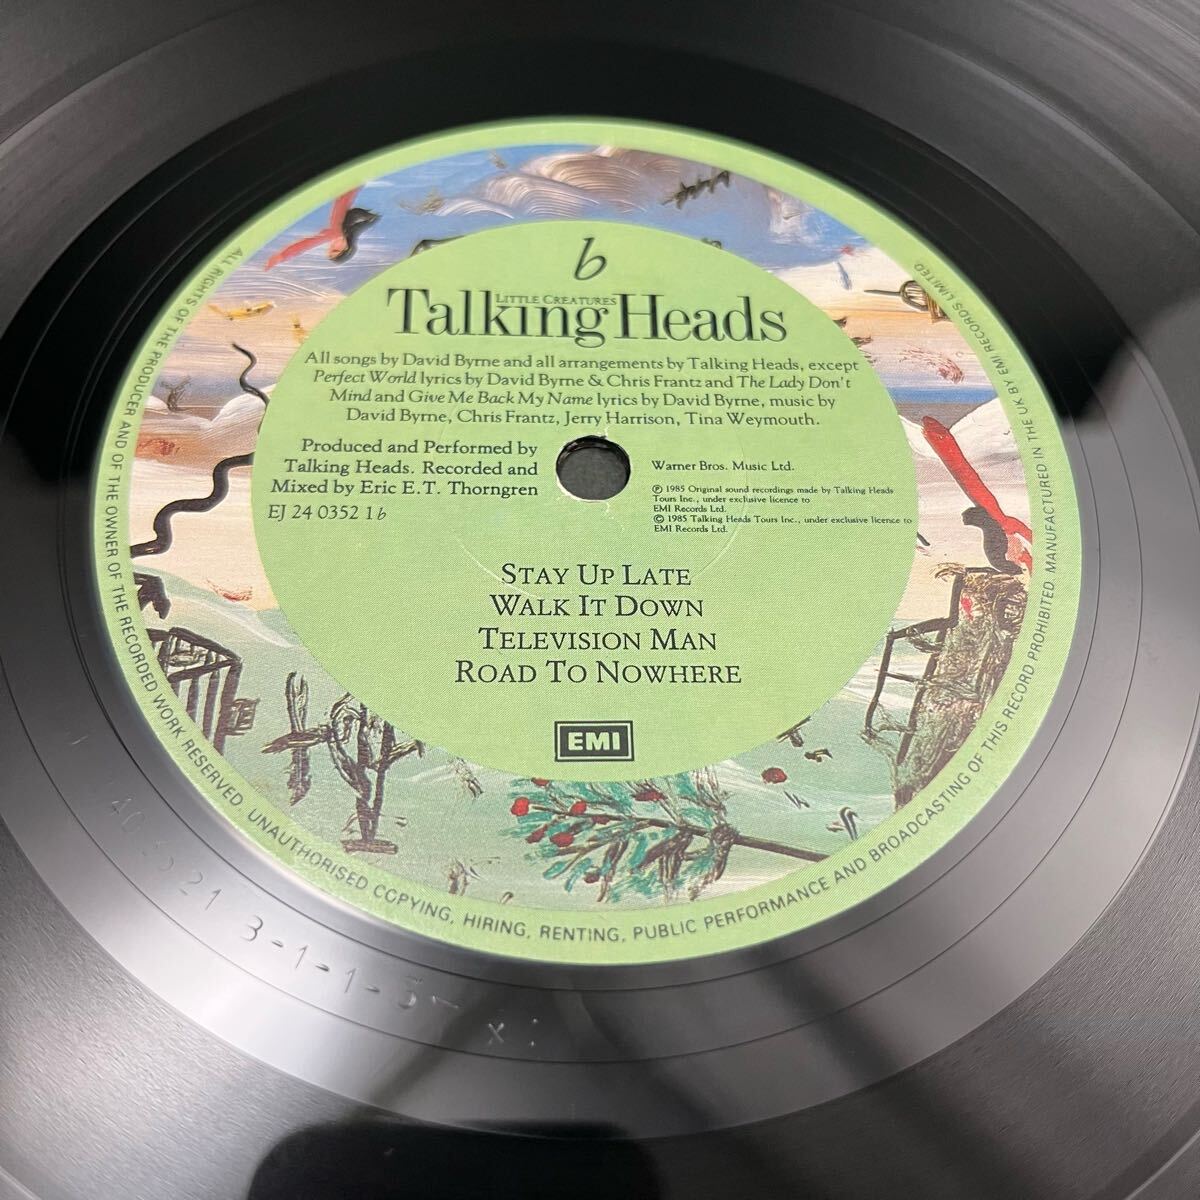 b
LITTLE CREATURES
Talking Heads
All songs by David Byrne and all arrangements by Talking Heads, except
Perfect World lyrics by David Byrne & Chris Frantz and The Lady Don't
Mind and Give Me Back My Name lyrics by David Byrne, music by
David Byrne, Chris Frantz, Jerry Harrison, Tina Weymouth.
Produced and Performed by
Talking Heads. Recorded and
Mixed by Eric E.T. Thorngren
EJ 24 0352 1 b
Warner Bros. Music Ltd.
℗ 1985 Original sound recordings made by Talking Heads
Tours Inc., under exclusive licence to
EMI Records Ltd.
© 1985 Talking Heads Tours Inc., under exclusive licence to
EMI Records Ltd.
STAY UP LATE
WALK IT DOWN
TELEVISION MAN
ROAD TO NOWHERE
EMI
ALL RIGHTS OF THE PRODUCER AND OF THE OWNER OF THE RECORDED WORK RESERVED. UNAUTHORISED COPYING, HIRING, RENTING, PUBLIC PERFORMANCE AND BROADCASTING OF THIS RECORD PROHIBITED. MANUFACTURED IN THE UK BY EMI RECORDS LIMITED.
3-1-1-5-